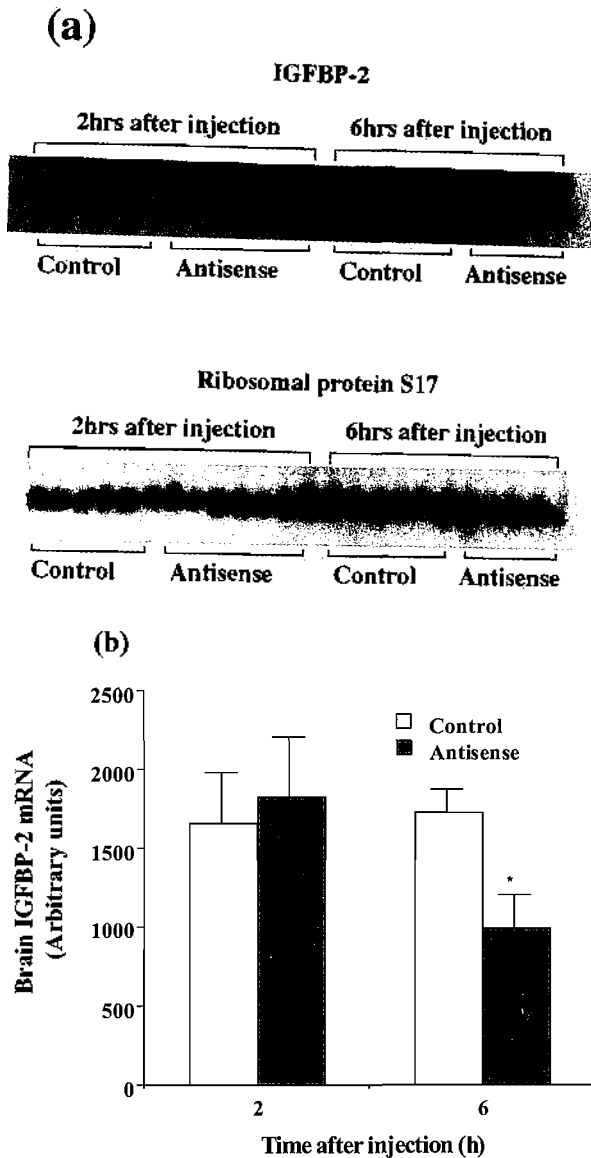 (a)
IGFBP-2
2hrs after injection 6hrs after injection
Control Antisense Control Antisense
Ribosomal protein S17
2hrs after injection 6hrs after injection
Control Antisense Control Antisense
(b)
2500
2000
1500
1000
500
0
Brain IGFBP-2 mRNA
(Arbitrary units)
Control
Antisense
*
2 6
Time after injection (h)